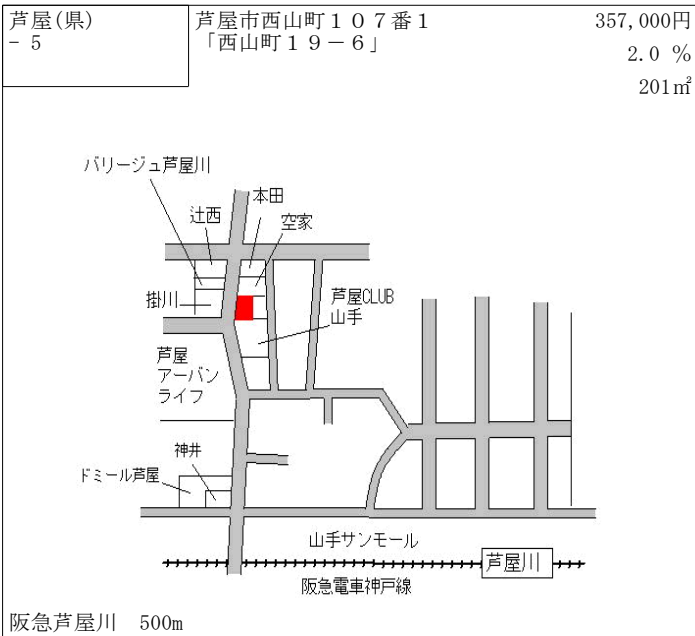 芦屋(県)
- 5
芦屋市西山町１０７番１
「西山町１９－６」
357,000円
2.0 %
201㎡
バリージュ芦屋川
本田
辻西
空家
掛川
芦屋CLUB
山手
芦屋
アーバン
ライフ
神井
ドミール芦屋
山手サンモール
芦屋川
阪急電車神戸線
阪急芦屋川　500m